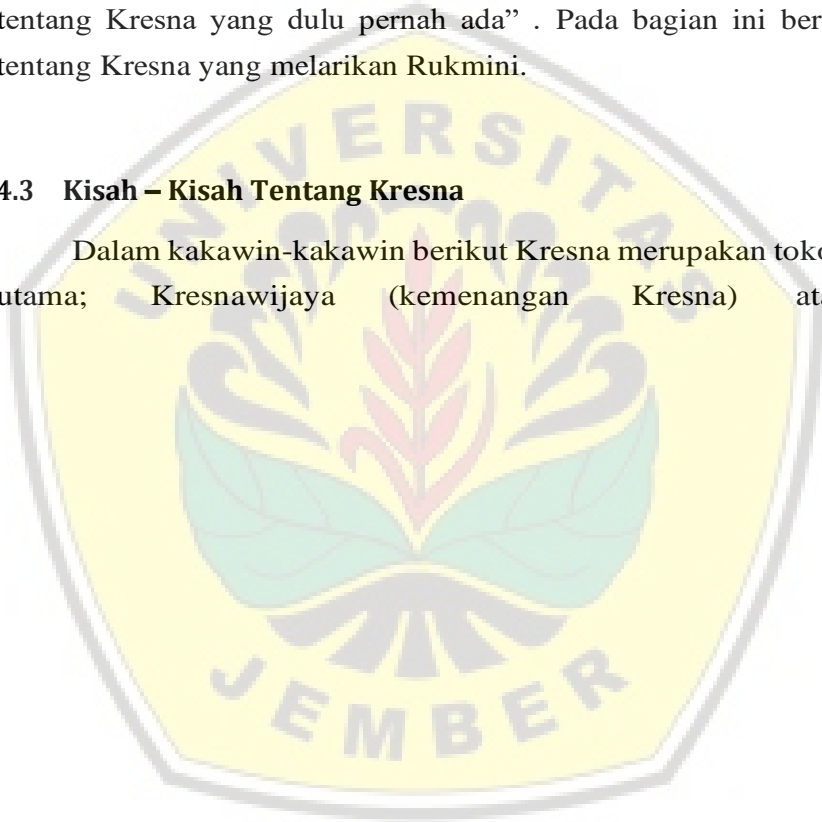 tentang Kresna yang dulu pernah ada” . Pada bagian ini ber
tentang Kresna yang melarikan Rukmini.
4.3 Kisah – Kisah Tentang Kresna
Dalam kakawin-kakawin berikut Kresna merupakan toko
utama; Kresnawijaya (kemenangan Kresna) ata
UNIVERSITAS
JEMBER